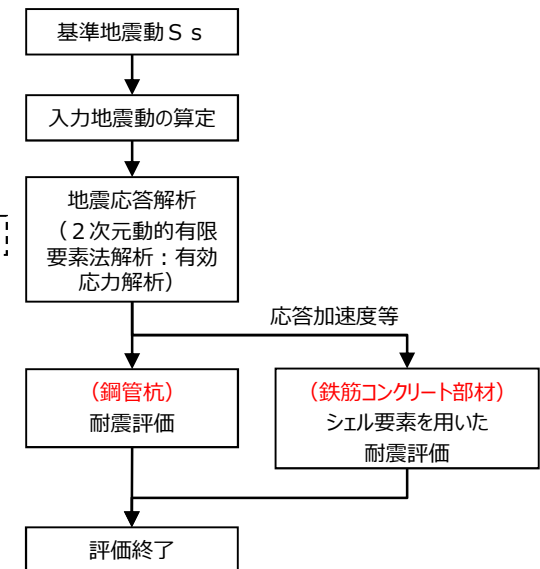 基準地震動Ｓｓ
入力地震動の算定
地震応答解析
（２次元動的有限
要素法解析：有効
応力解析）
応答加速度等
（鋼管杭）
耐震評価
（鉄筋コンクリート部材）
シェル要素を用いた
耐震評価
評価終了